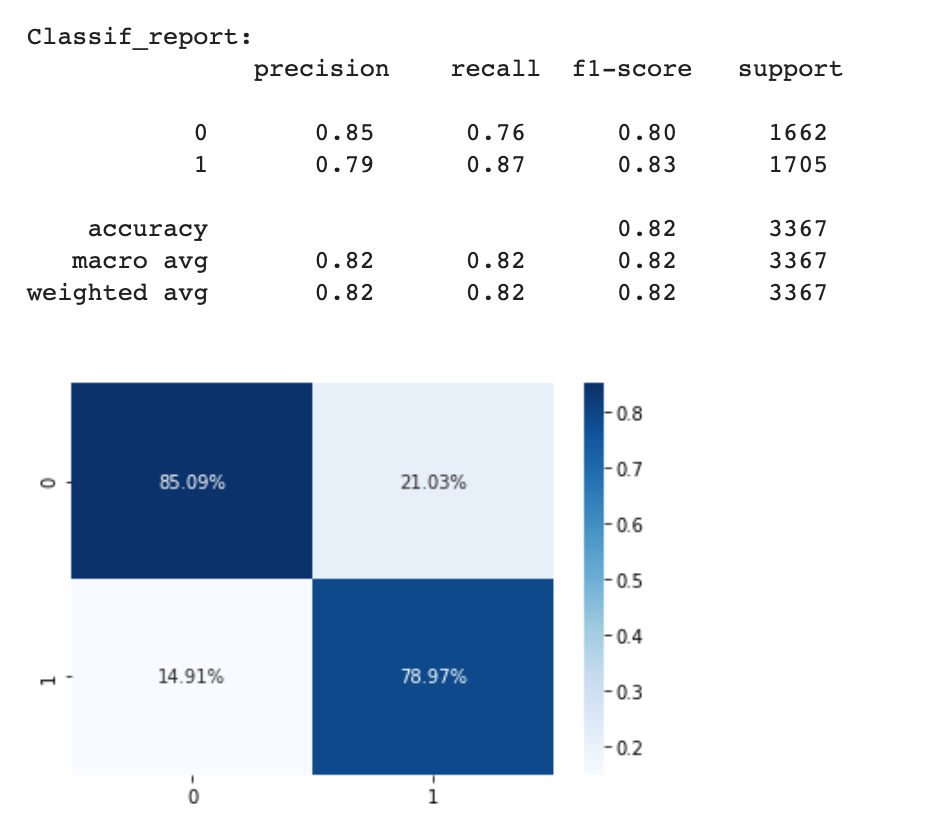 Classif_report:
precision recall f1-score support
0 0.85 0.76 0.80 1662
1 0.79 0.87 0.83 1705
accuracy 0.82 3367
macro avg 0.82 0.82 0.82 3367
weighted avg 0.82 0.82 0.82 3367
0.8
0 85.09% 21.03%
0.7
0.6
0.5
0.4
1 14.91% 78.97%
0.3
0.2
0 1